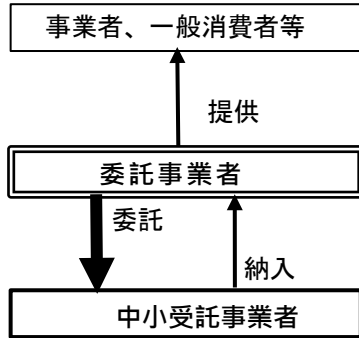 事業者、一般消費者等
提供
委託事業者
委託
納入
中小受託事業者